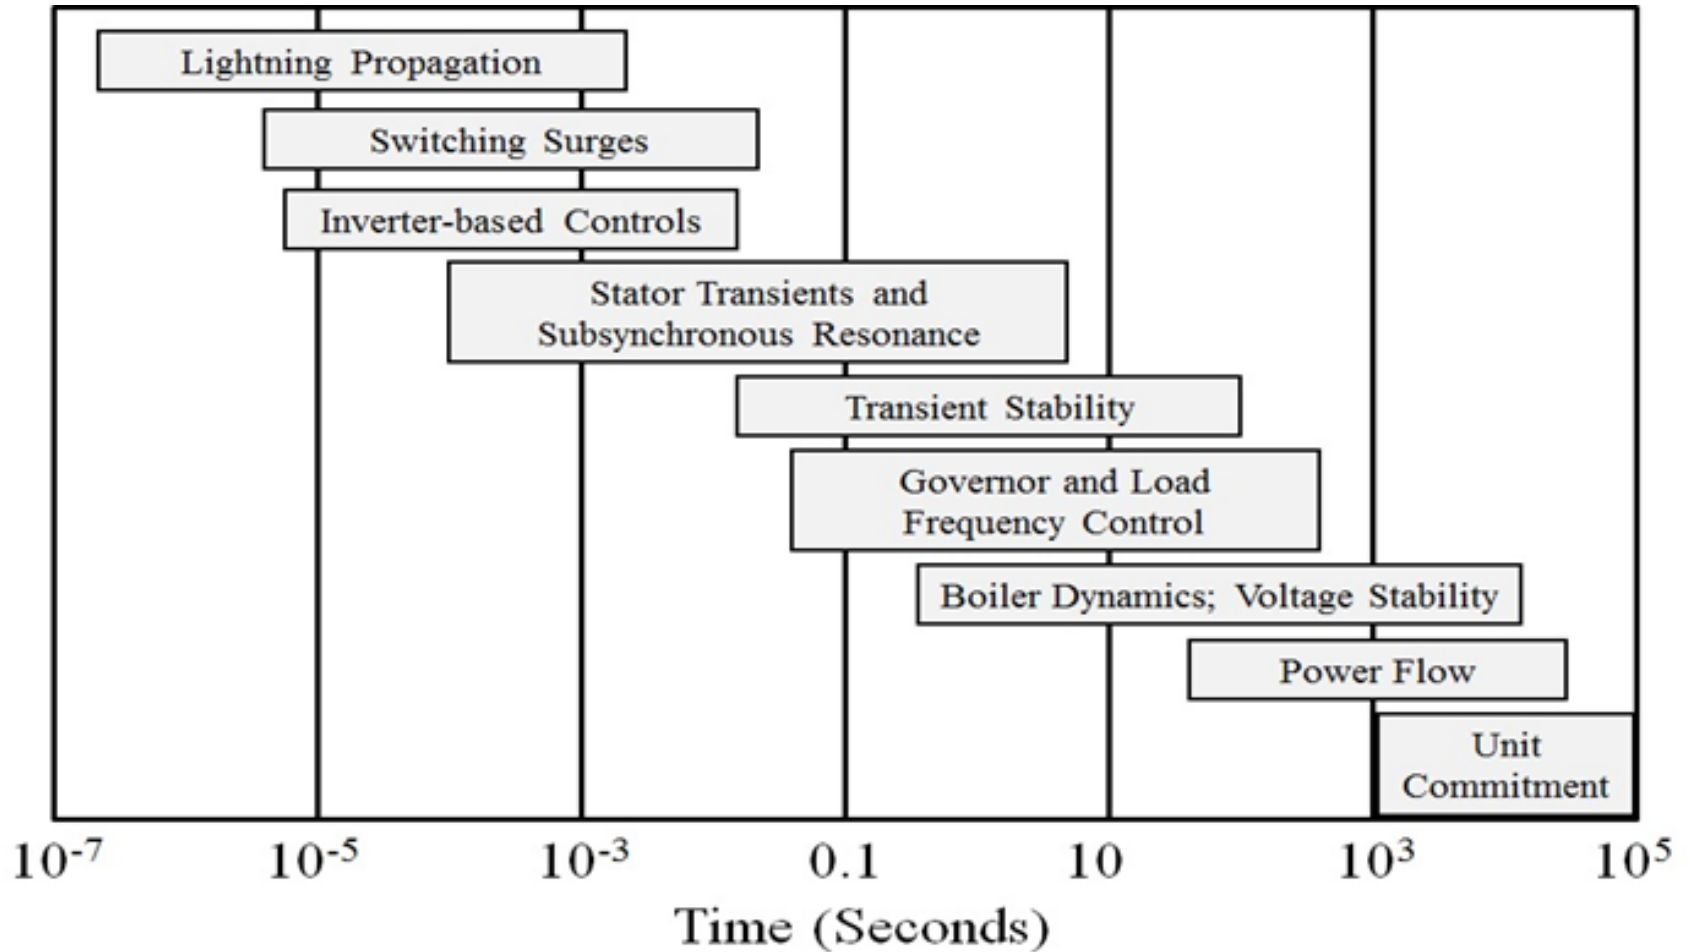 Lightning Propagation
Switching Surges
Inverter-based Controls
Stator Transients and
Subsynchronous Resonance
Transient Stability
Governor and Load
Frequency Control
Boiler Dynamics; Voltage Stability
Power Flow
Unit
Commitment
10⁻⁷ 10⁻⁵ 10⁻³ 0.1 10 10³ 10⁵
Time (Seconds)